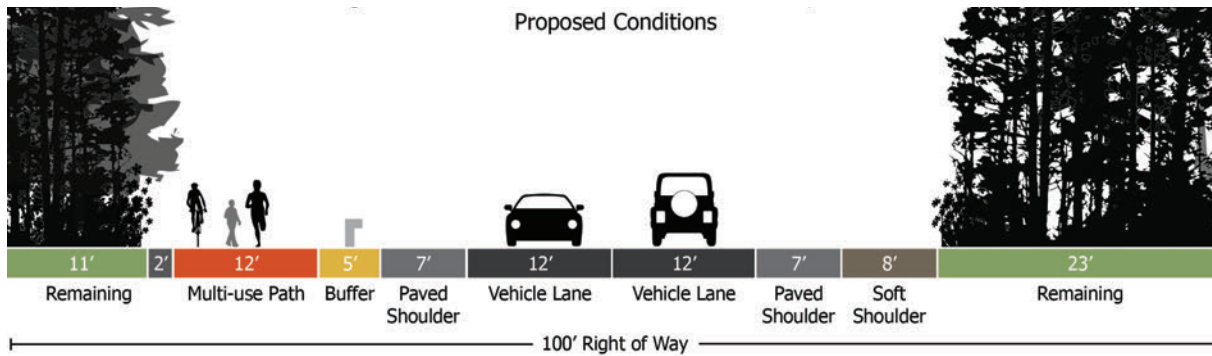 Proposed Conditions
11’ 2’ 12’ 5’ 7’ 12’ 12’ 7’ 8’ 23’
Remaining Multi-use Path Buffer Paved Vehicle Lane Vehicle Lane Paved Soft Remaining
Shoulder Shoulder Shoulder
100’ Right of Way